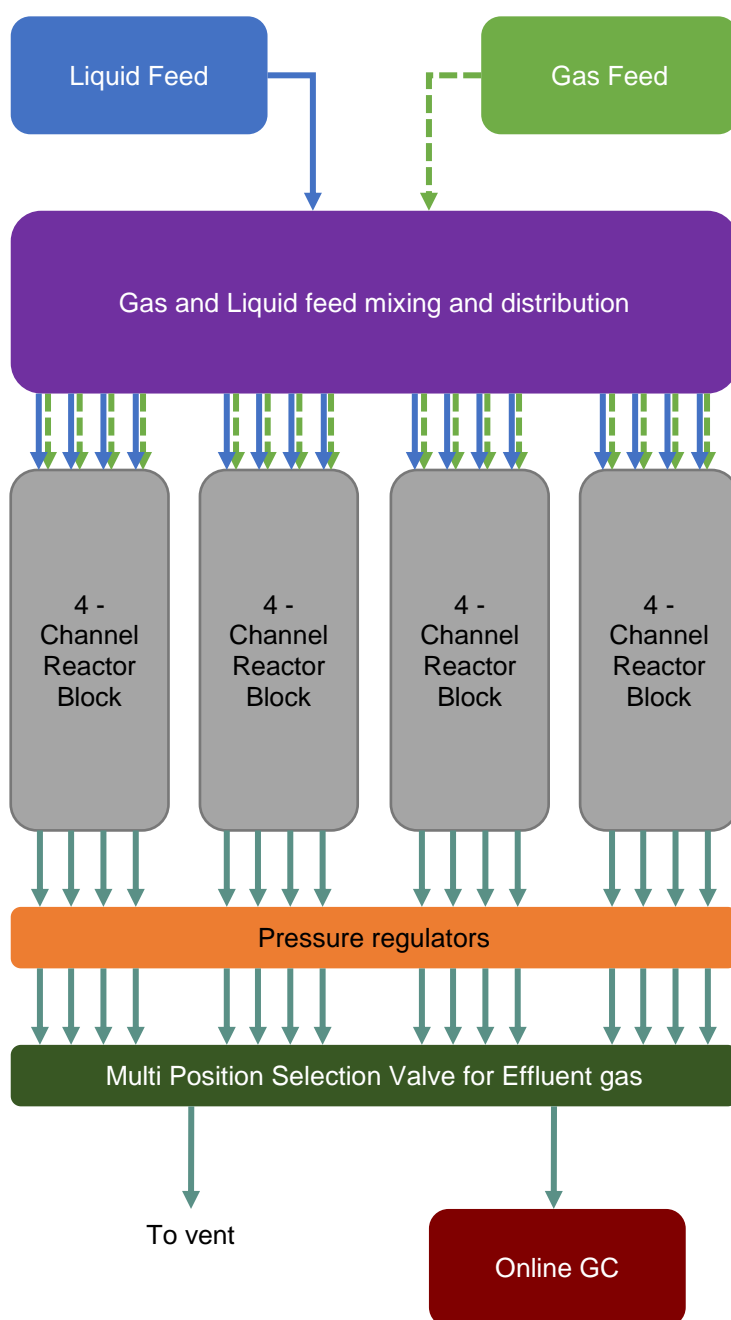 Liquid Feed
Gas Feed
Gas and Liquid feed mixing and distribution
4 -
Channel
Reactor
Block
4 -
Channel
Reactor
Block
4 -
Channel
Reactor
Block
4 -
Channel
Reactor
Block
Pressure regulators
Multi Position Selection Valve for Effluent gas
To vent
Online GC